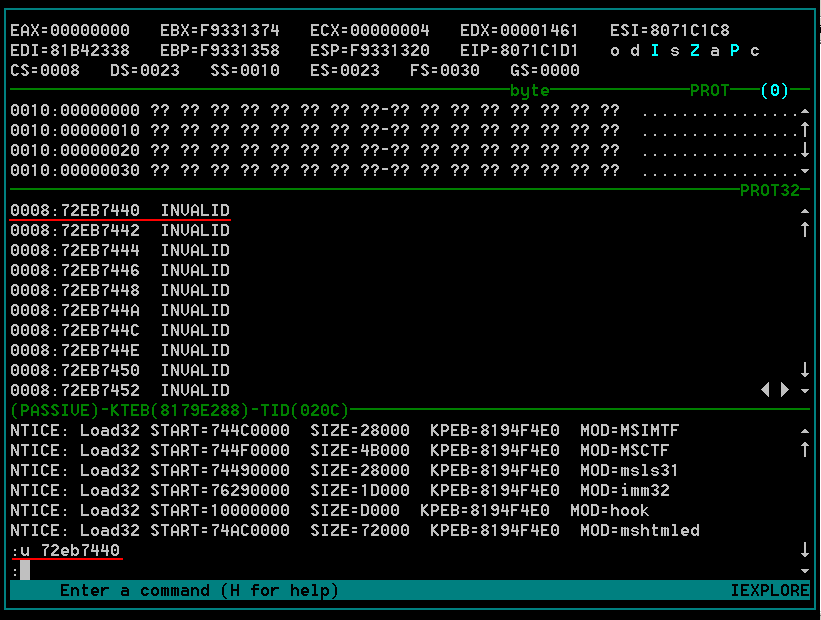 EAX=00000000 EBX=F9331374 ECX=00000004 EDX=00001461 ESI=8071C1C8
EDI=81B42338 EBP=F9331358 ESP=F9331320 EIP=8071C1D1 o d I s Z a P c
CS=0008 DS=0023 SS=0010 ES=0023 FS=0030 GS=0000
byte PROT (0)
0010:00000000 ?? ?? ?? ?? ?? ?? ?? ??-?? ?? ?? ?? ?? ?? ?? ?? ................
0010:00000010 ?? ?? ?? ?? ?? ?? ?? ??-?? ?? ?? ?? ?? ?? ?? ?? ................
0010:00000020 ?? ?? ?? ?? ?? ?? ?? ??-?? ?? ?? ?? ?? ?? ?? ?? ................
0010:00000030 ?? ?? ?? ?? ?? ?? ?? ??-?? ?? ?? ?? ?? ?? ?? ?? ................
PROT32
0008:72EB7440 INVALID
0008:72EB7442 INVALID
0008:72EB7444 INVALID
0008:72EB7446 INVALID
0008:72EB7448 INVALID
0008:72EB744A INVALID
0008:72EB744C INVALID
0008:72EB744E INVALID
0008:72EB7450 INVALID
0008:72EB7452 INVALID
(PASSIVE)-KTEB(8179E288)-TID(020C)
NTICE: Load32 START=744C0000 SIZE=28000 KPEB=8194F4E0 MOD=MSIMTF
NTICE: Load32 START=744F0000 SIZE=4B000 KPEB=8194F4E0 MOD=MSCTF
NTICE: Load32 START=74490000 SIZE=28000 KPEB=8194F4E0 MOD=msls31
NTICE: Load32 START=76290000 SIZE=1D000 KPEB=8194F4E0 MOD=imm32
NTICE: Load32 START=10000000 SIZE=D000 KPEB=8194F4E0 MOD=hook
NTICE: Load32 START=74AC0000 SIZE=72000 KPEB=8194F4E0 MOD=mshtmled
:u 72eb7440
:
Enter a command (H for help) IEXPLORE